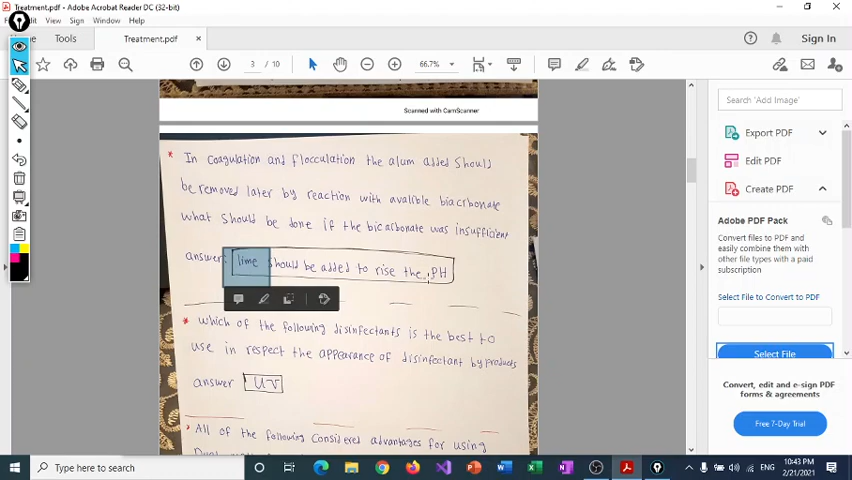 Treatment.pdf - Adobe Acrobat Reader DC (32-bit)
View Sign Window Help
Tools Treatment.pdf × Sign In
3 / 10 66.7%
Scanned with CamScanner
* In coagulation and flocculation the alum added should
be removed later by reaction with avalible biacrbonate
what should be done if the bicarbonate was insufficient
answer: lime should be added to rise the PH
* which of the following disinfectants is the best to
use in respect the appearance of disinfectant by products
answer UV
* All of the following Considered advantages for using
Search 'Add Image'
Export PDF
Edit PDF
Create PDF
Adobe PDF Pack
Convert files to PDF and
easily combine them with
other file types with a paid
subscription
Select File to Convert to PDF
Select File
Convert, edit and e-sign PDF
forms & agreements
Free 7-Day Trial
Type here to search
ENG
10:43 PM
2/21/2021